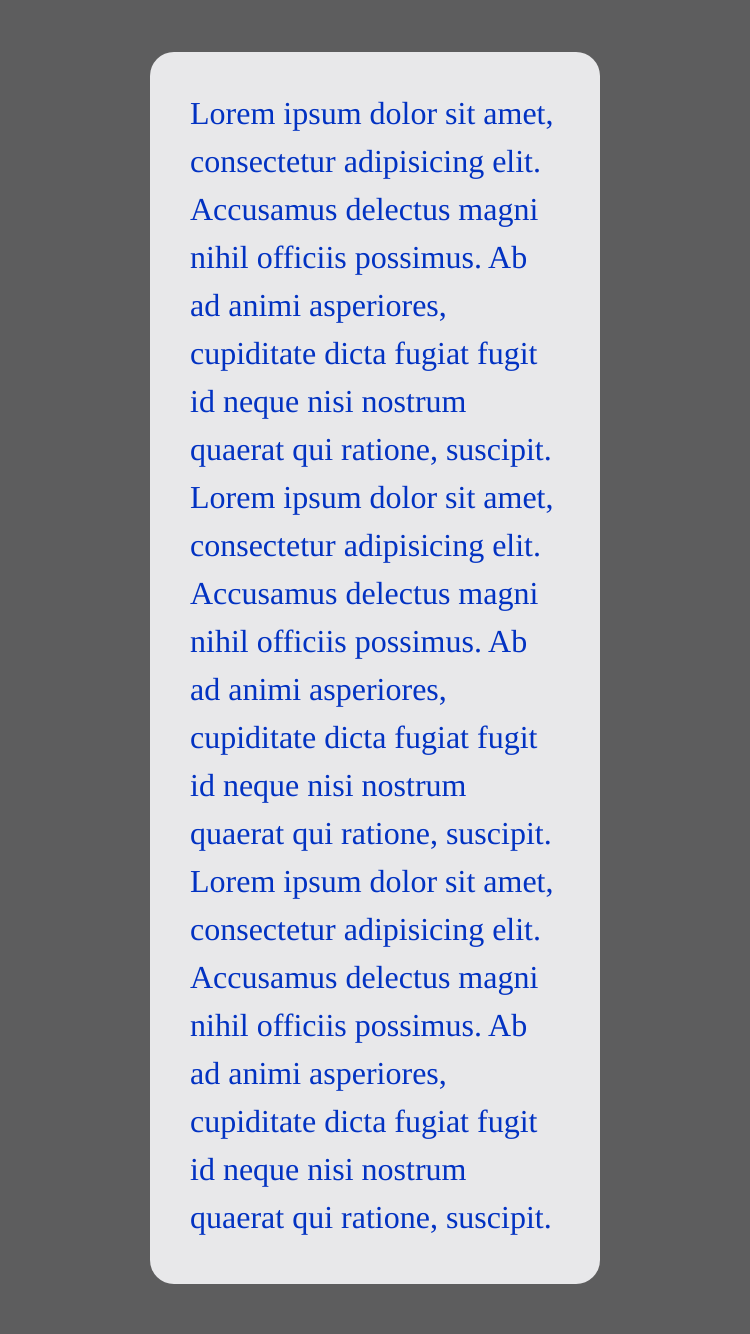 Lorem ipsum dolor sit amet,
consectetur adipisicing elit.
Accusamus delectus magni
nihil officiis possimus. Ab
ad animi asperiores,
cupiditate dicta fugiat fugit
id neque nisi nostrum
quaerat qui ratione, suscipit.
Lorem ipsum dolor sit amet,
consectetur adipisicing elit.
Accusamus delectus magni
nihil officiis possimus. Ab
ad animi asperiores,
cupiditate dicta fugiat fugit
id neque nisi nostrum
quaerat qui ratione, suscipit.
Lorem ipsum dolor sit amet,
consectetur adipisicing elit.
Accusamus delectus magni
nihil officiis possimus. Ab
ad animi asperiores,
cupiditate dicta fugiat fugit
id neque nisi nostrum
quaerat qui ratione, suscipit.